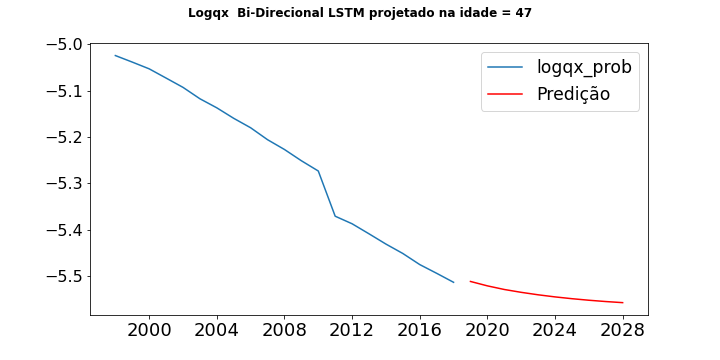 Logqx Bi-Direcional LSTM projetado na idade = 47
−5.0
−5.1
−5.2
−5.3
−5.4
−5.5
logqx_prob
Predição
2000 2004 2008 2012 2016 2020 2024 2028